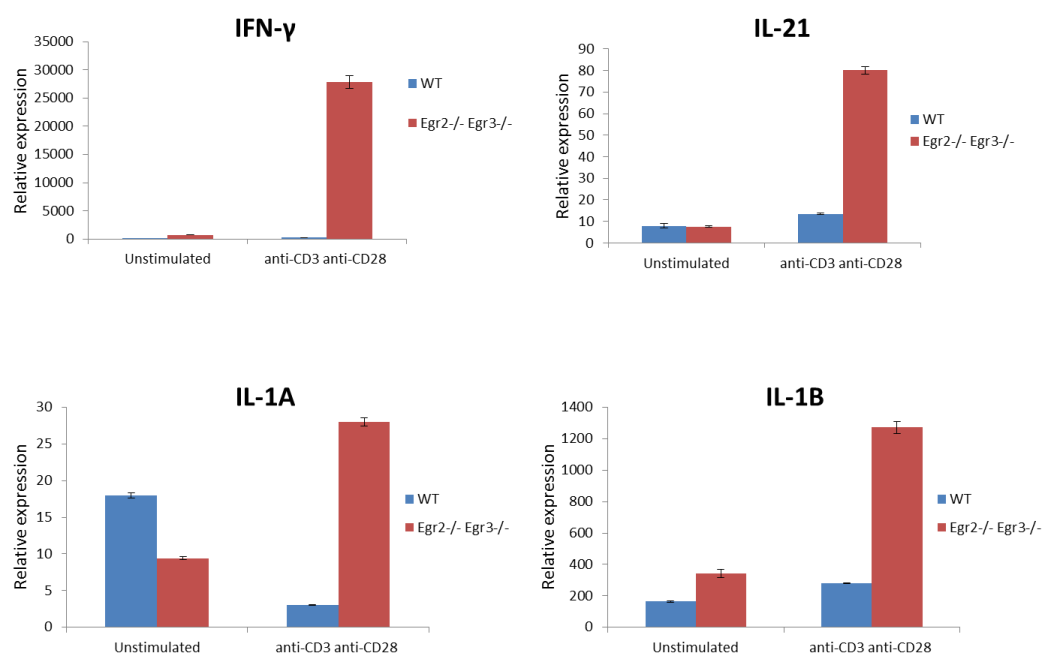 IFN-γ
35000
30000
25000
20000
15000
10000
5000
0
Relative expression
Unstimulated
anti-CD3 anti-CD28
WT
Egr2-/- Egr3-/-
IL-21
90
80
70
60
50
40
30
20
10
0
Relative expression
Unstimulated
anti-CD3 anti-CD28
WT
Egr2-/- Egr3-/-
IL-1A
30
25
20
15
10
5
0
Relative expression
Unstimulated
anti-CD3 anti-CD28
WT
Egr2-/- Egr3-/-
IL-1B
1400
1200
1000
800
600
400
200
0
Relative expression
Unstimulated
anti-CD3 anti-CD28
WT
Egr2-/- Egr3-/-